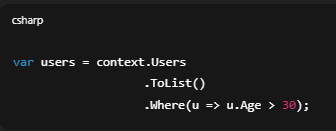 csharp
var users = context.Users
.ToList()
.Where(u => u.Age > 30);